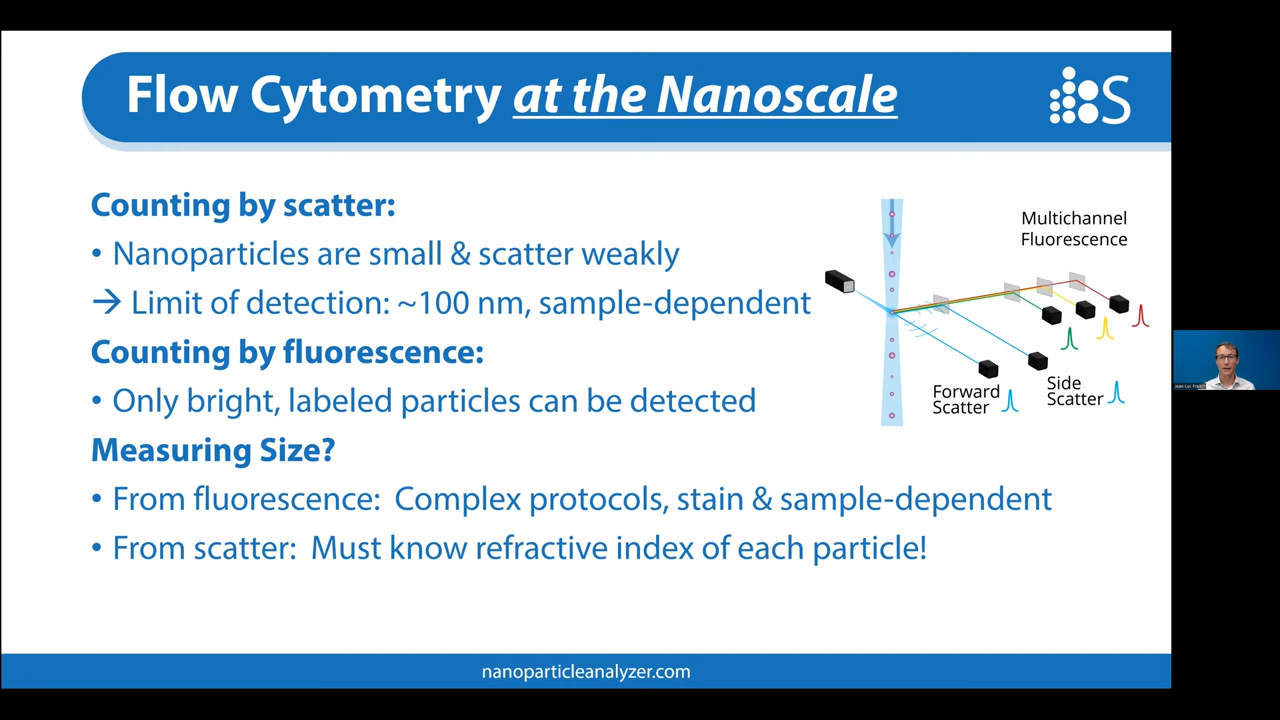 Flow Cytometry at the Nanoscale
S
Counting by scatter:
• Nanoparticles are small & scatter weakly
→ Limit of detection: ~100 nm, sample-dependent
Counting by fluorescence:
• Only bright, labeled particles can be detected
Measuring Size?
• From fluorescence: Complex protocols, stain & sample-dependent
• From scatter: Must know refractive index of each particle!
Multichannel
Fluorescence
Forward
Scatter
Side
Scatter
nanoparticleanalyzer.com